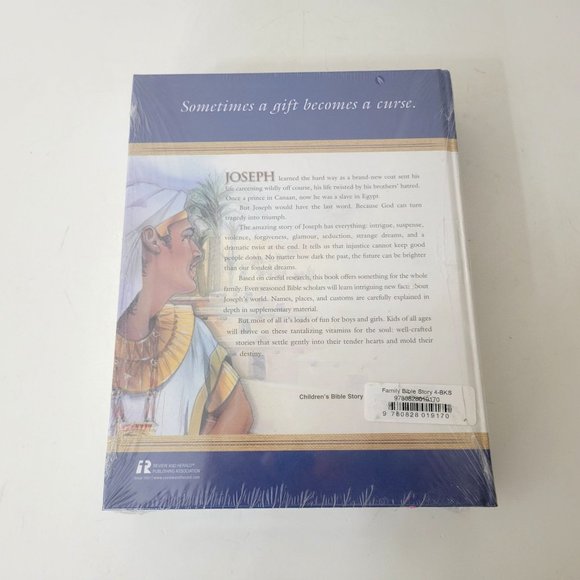 Sometimes a gift becomes a curse.
JOSEPH learned the hard way as a brand-new coat sent his
life careening wildly off course, his life twisted by his brothers' hatred.
Once a prince in Canaan, now he was a slave in Egypt.
But Joseph would have the last word. Because God can turn
tragedy into triumph.
The amazing story of Joseph has everything: intrigue, suspense,
violence, forgiveness, glamour, seduction, strange dreams, and a
dramatic twist at the end. It tells us that injustice cannot keep good
people down. No matter how dark the past, the future can be brighter
than our fondest dreams.
Based on careful research, this book offers something for the whole
family. Even seasoned Bible scholars will learn intriguing new facts 'bout
Joseph's world. Names, places, and customs are carefully explained in
depth in supplementary material.
But most of all it's loads of fun for boys and girls. Kids of all ages
will thrive on these tantalizing vitamins for the soul: well-crafted
stories that settle gently into their tender hearts and mold their
destiny.
Children's Bible Story
Family Bible Story 4-BKS
9780828019170
9 780828 019170
REVIEW AND HERALD®
PUBLISHING ASSOCIATION